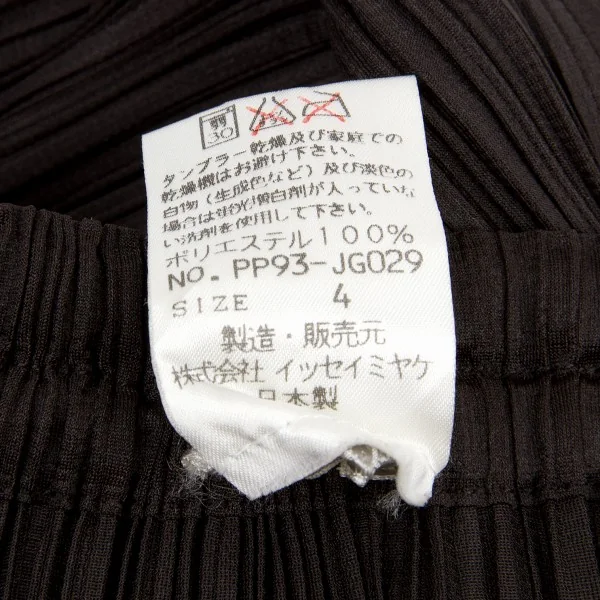 弱
30
タンブラー乾燥及び家庭での
乾燥機はお避け下さい。
白物(生成色など)及び淡色の
場合は蛍光増白剤が入っていな
い洗剤を使用して下さい。
ポリエステル100%
NO. PP93-JG029
SIZE 4
製造・販売元
株式会社 イッセイミヤケ
日本製